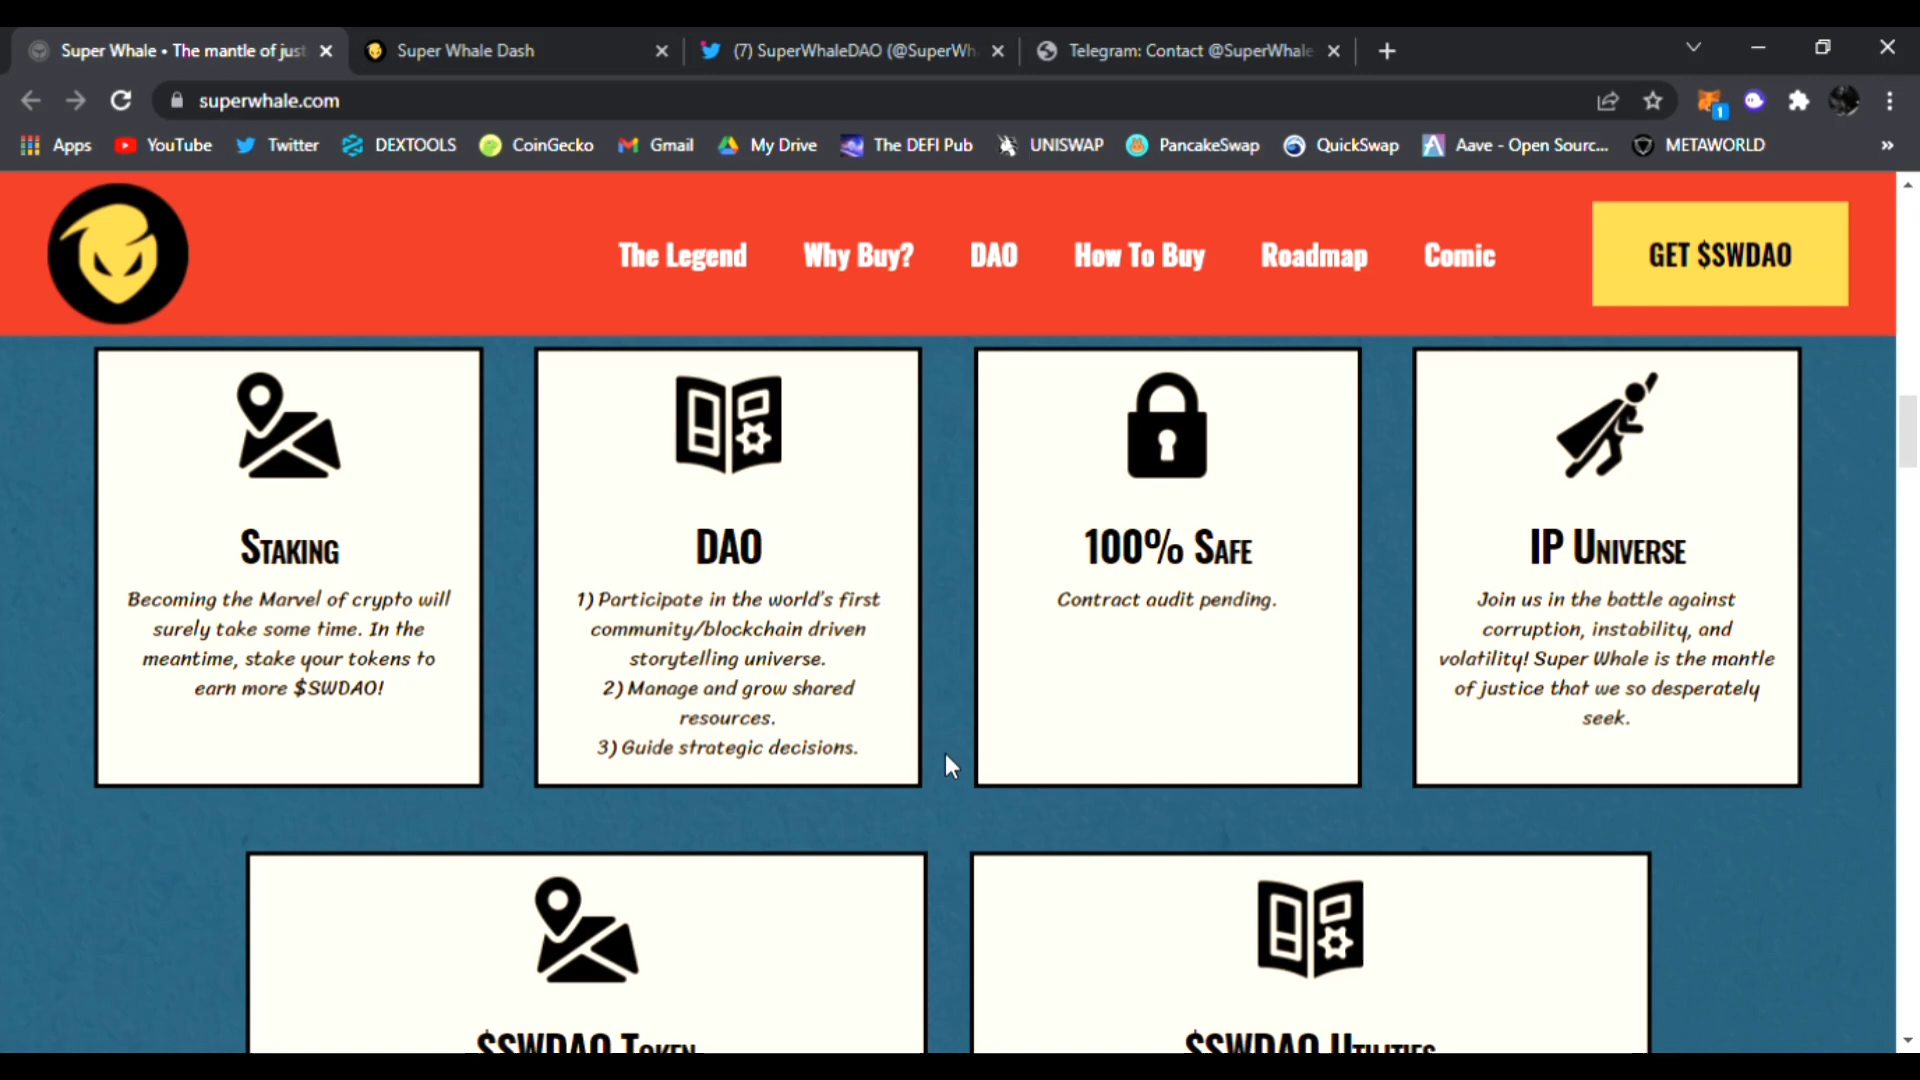 Super Whale • The mantle of jus
Super Whale Dash
(7) SuperWhaleDAO (@SuperWh
Telegram: Contact @SuperWhale
superwhale.com
1
Apps
YouTube
Twitter
DEXTOOLS
CoinGecko
Gmail
My Drive
The DEFI Pub
UNISWAP
PancakeSwap
QuickSwap
Aave - Open Sourc...
METAWORLD
»
The Legend
Why Buy?
DAO
How To Buy
Roadmap
Comic
GET $SWDAO
Staking
Becoming the Marvel of crypto will
surely take some time. In the
meantime, stake your tokens to
earn more $SWDAO!
DAO
1) Participate in the world's first
community/blockchain driven
storytelling universe.
2) Manage and grow shared
resources.
3) Guide strategic decisions.
100% Safe
Contract audit pending.
IP Universe
Join us in the battle against
corruption, instability, and
volatility! Super Whale is the mantle
of justice that we so desperately
seek.
$SWDAO Token
$SWDAO Utilities